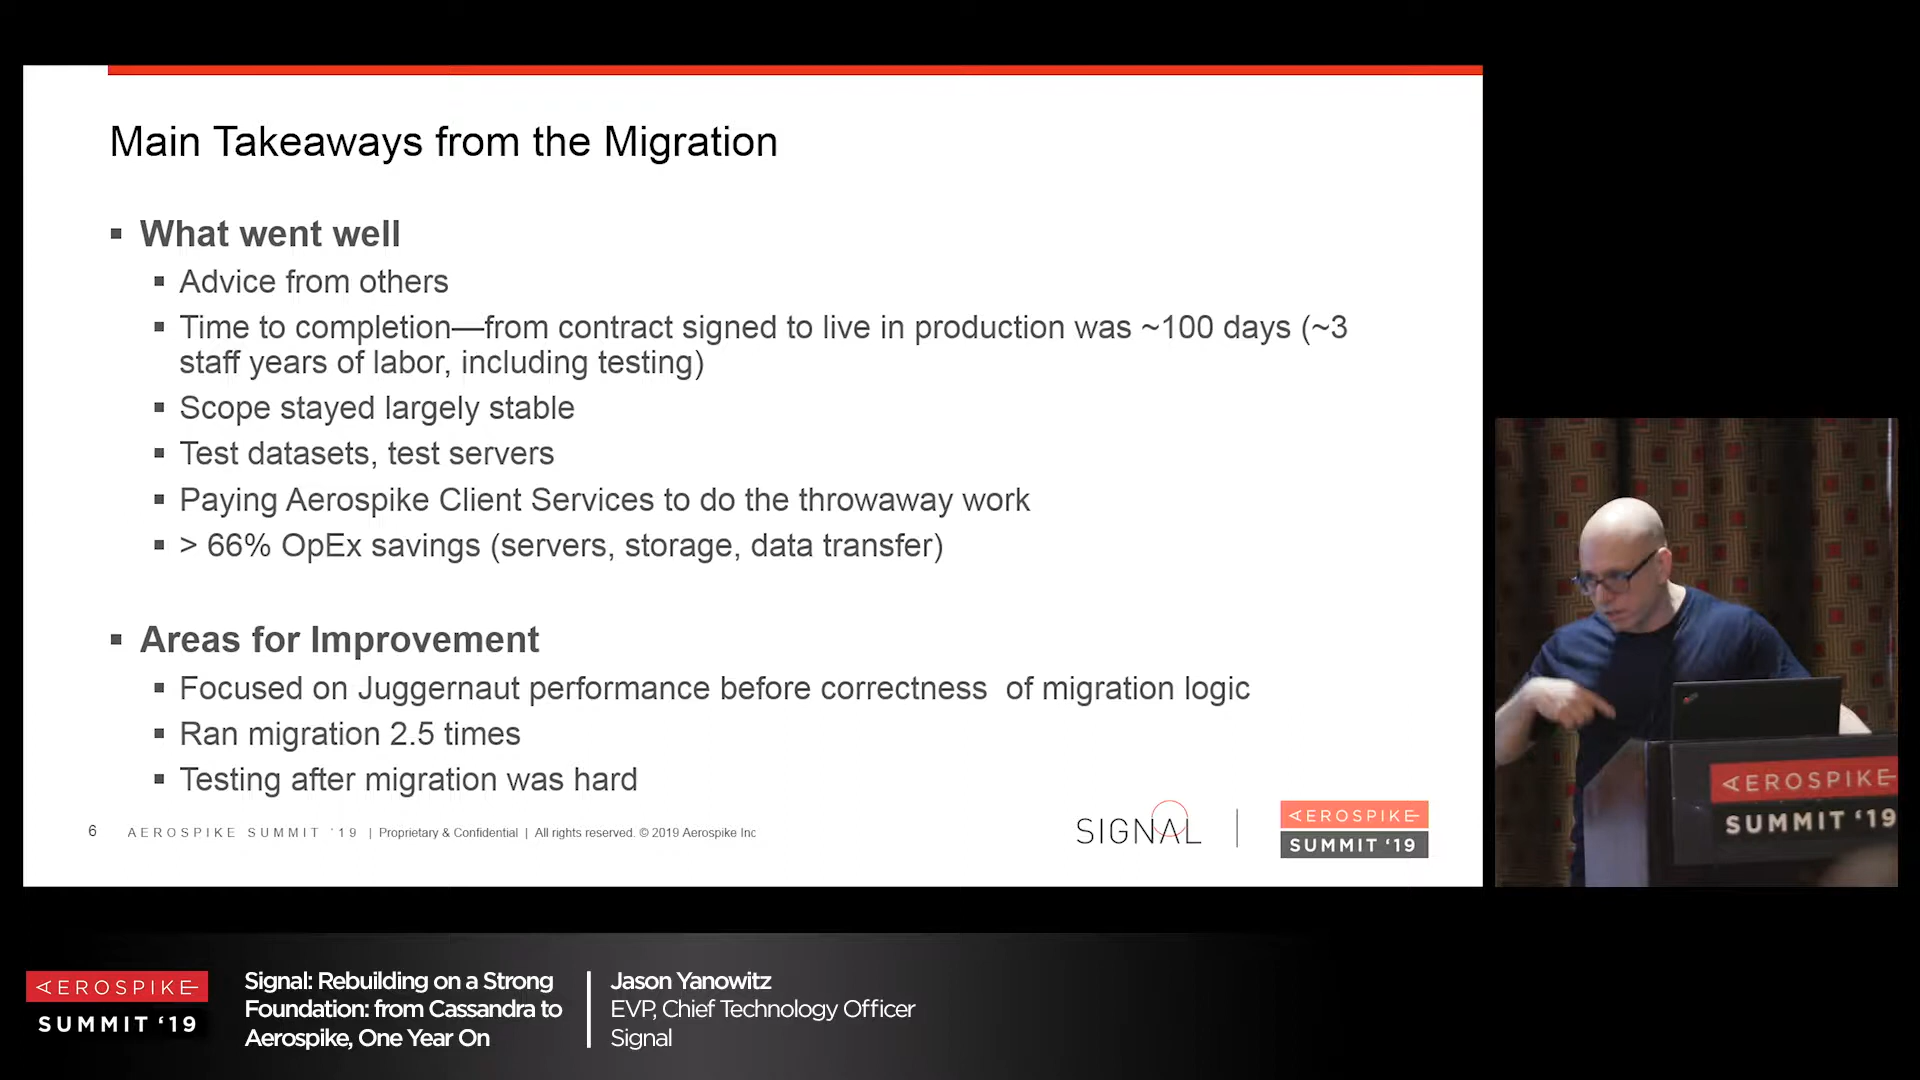 Main Takeaways from the Migration
▪ What went well
▪ Advice from others
▪ Time to completion—from contract signed to live in production was ~100 days (~3
staff years of labor, including testing)
▪ Scope stayed largely stable
▪ Test datasets, test servers
▪ Paying Aerospike Client Services to do the throwaway work
▪ > 66% OpEx savings (servers, storage, data transfer)
▪ Areas for Improvement
▪ Focused on Juggernaut performance before correctness  of migration logic
▪ Ran migration 2.5 times
▪ Testing after migration was hard
6 AEROSPIKE SUMMIT '19 | Proprietary & Confidential | All rights reserved. © 2019 Aerospike Inc
SIGNAL
AEROSPIKE
SUMMIT '19
AEROSPIKE
SUMMIT '19
AEROSPIKE
SUMMIT '19
Signal: Rebuilding on a Strong
Foundation: from Cassandra to
Aerospike, One Year On
Jason Yanowitz
EVP, Chief Technology Officer
Signal